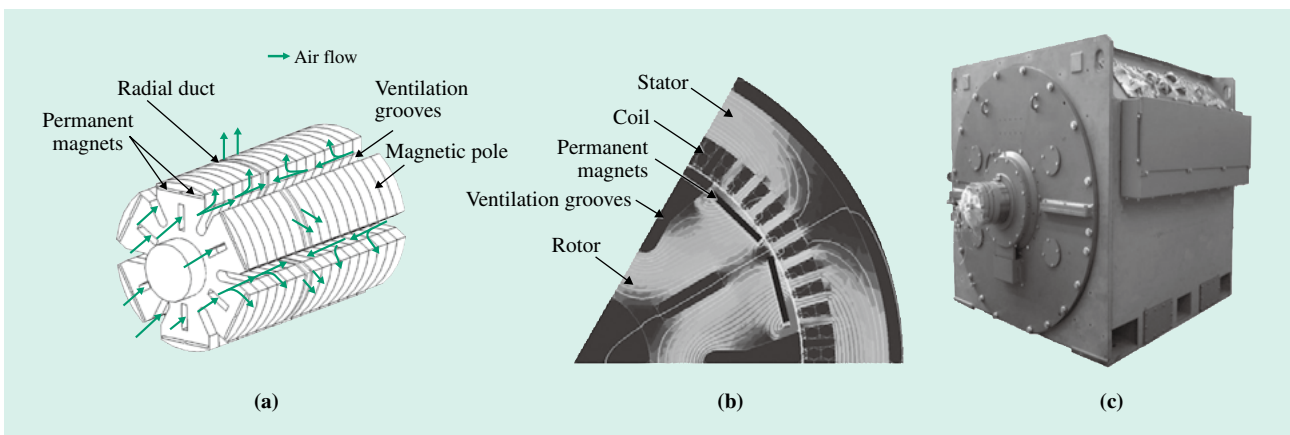 Air flow
Radial duct
Ventilation
grooves
Permanent
magnets
Magnetic pole
(a)
Stator
Coil
Permanent
magnets
Ventilation grooves
Rotor
(b)
(c)